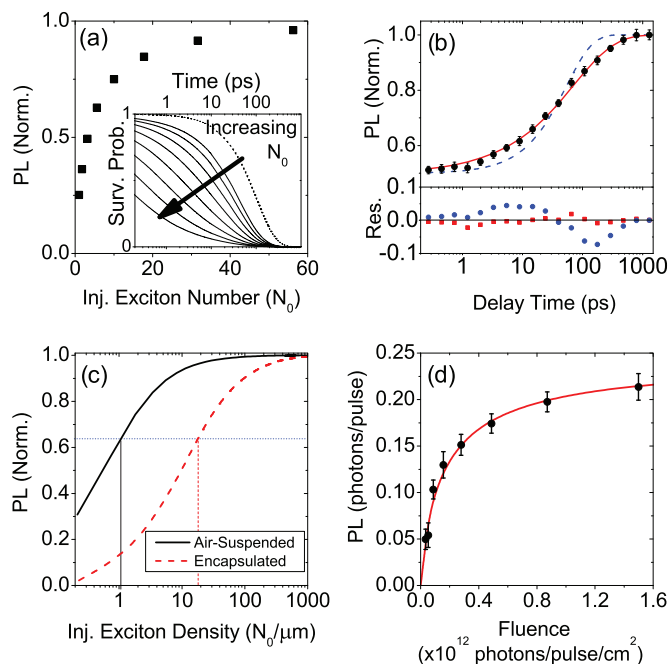 (a)
PL (Norm.)
1.0
0.5
0.0
0 20 40 60
Inj. Exciton Number (N0)
Time (ps)
1 10 100
Surv. Prob.
1
0
Increasing
N0
(b)
PL (Norm.)
1.0
0.8
0.6
0.1
0.0
-0.1
Res.
1 10 100 1000
Delay Time (ps)
(c)
PL (Norm.)
1.0
0.8
0.6
0.4
0.2
0.0
Air-Suspended
Encapsulated
1 10 100 1000
Inj. Exciton Density (N0/μm)
(d)
PL (photons/pulse)
0.25
0.20
0.15
0.10
0.05
0.00
0.0 0.4 0.8 1.2 1.6
Fluence
(x10^12 photons/pulse/cm^2)